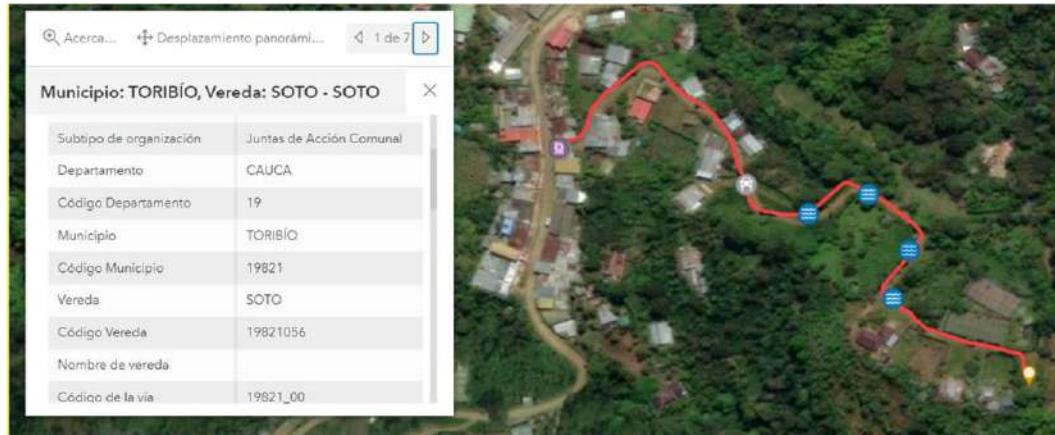 Acerca... Desplazamiento panorámi... 1 de 7
Municipio: TORIBÍO, Vereda: SOTO - SOTO
Subtipo de organización Juntas de Acción Comunal
Departamento CAUCA
Código Departamento 19
Municipio TORIBÍO
Código Municipio 19821
Vereda SOTO
Código Vereda 19821056
Nombre de vereda
Código de la vía 19821_00